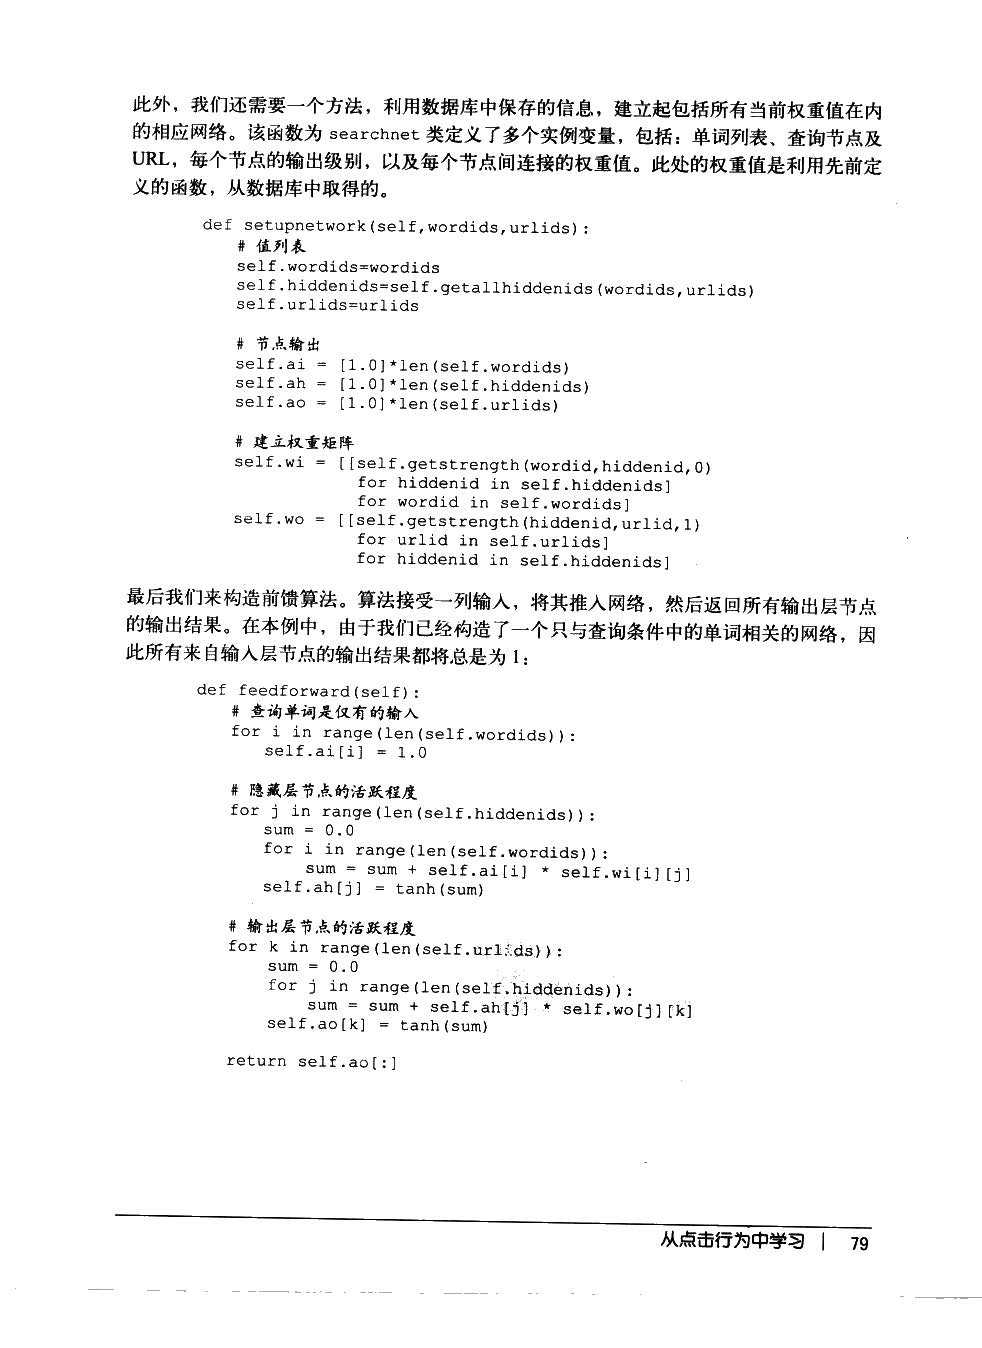 此外，我们还需要一个方法，利用数据库中保存的信息，建立起包括所有当前权重值在内
的相应网络。该函数为 searchnet 类定义了多个实例变量，包括：单词列表、查询节点及
URL，每个节点的输出级别，以及每个节点间连接的权重值。此处的权重值是利用先前定
义的函数，从数据库中取得的。
def setupnetwork(self,wordids,urlids):
# 值列表
self.wordids=wordids
self.hiddenids=self.getallhiddenids(wordids,urlids)
self.urlids=urlids
# 节点输出
self.ai = [1.0]*len(self.wordids)
self.ah = [1.0]*len(self.hiddenids)
self.ao = [1.0]*len(self.urlids)
# 建立权重矩阵
self.wi = [[self.getstrength(wordid,hiddenid,0)
for hiddenid in self.hiddenids]
for wordid in self.wordids]
self.wo = [[self.getstrength(hiddenid,urlid,1)
for urlid in self.urlids]
for hiddenid in self.hiddenids]
最后我们来构造前馈算法。算法接受一列输入，将其推入网络，然后返回所有输出层节点
的输出结果。在本例中，由于我们已经构造了一个只与查询条件中的单词相关的网络，因
此所有来自输入层节点的输出结果都将总是为 1：
def feedforward(self):
# 查询单词是仅有的输入
for i in range(len(self.wordids)):
self.ai[i] = 1.0
# 隐藏层节点的活跃程度
for j in range(len(self.hiddenids)):
sum = 0.0
for i in range(len(self.wordids)):
sum = sum + self.ai[i] * self.wi[i][j]
self.ah[j] = tanh(sum)
# 输出层节点的活跃程度
for k in range(len(self.urlids)):
sum = 0.0
for j in range(len(self.hiddenids)):
sum = sum + self.ah[j] * self.wo[j][k]
self.ao[k] = tanh(sum)
return self.ao[:]
从点击行为中学习 | 79